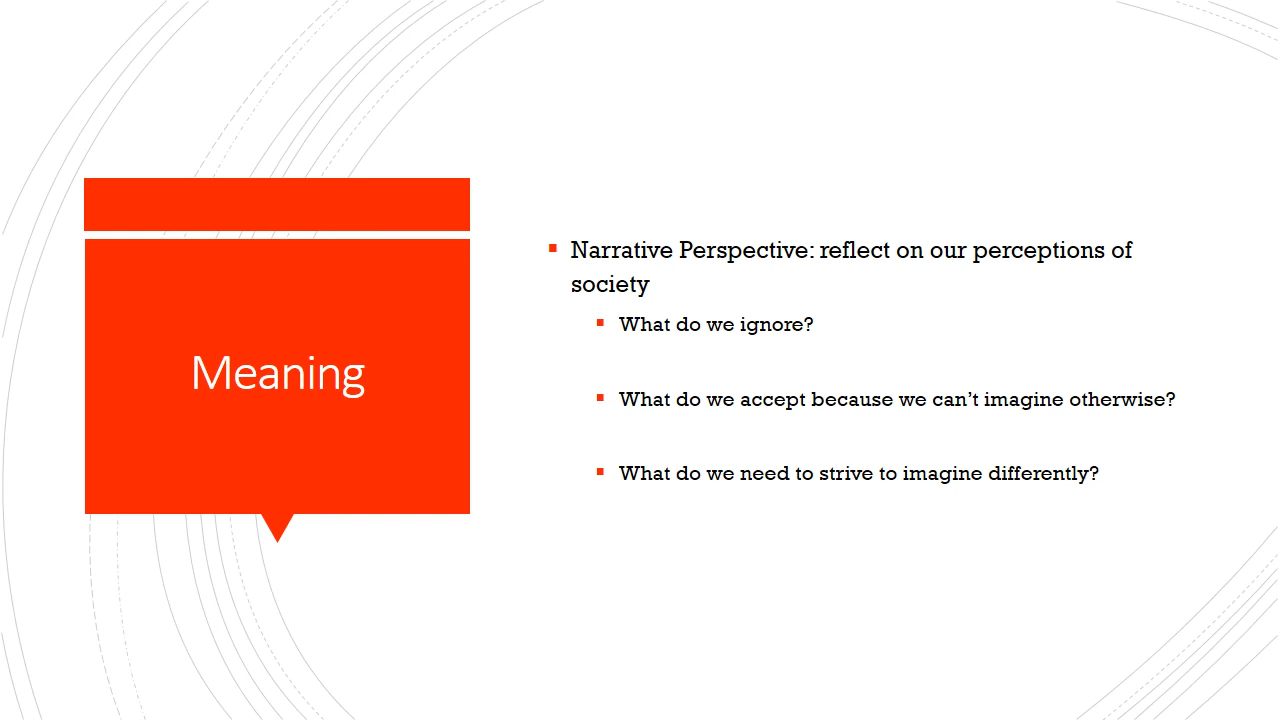 Meaning
Narrative Perspective: reflect on our perceptions of
society
What do we ignore?
What do we accept because we can’t imagine otherwise?
What do we need to strive to imagine differently?